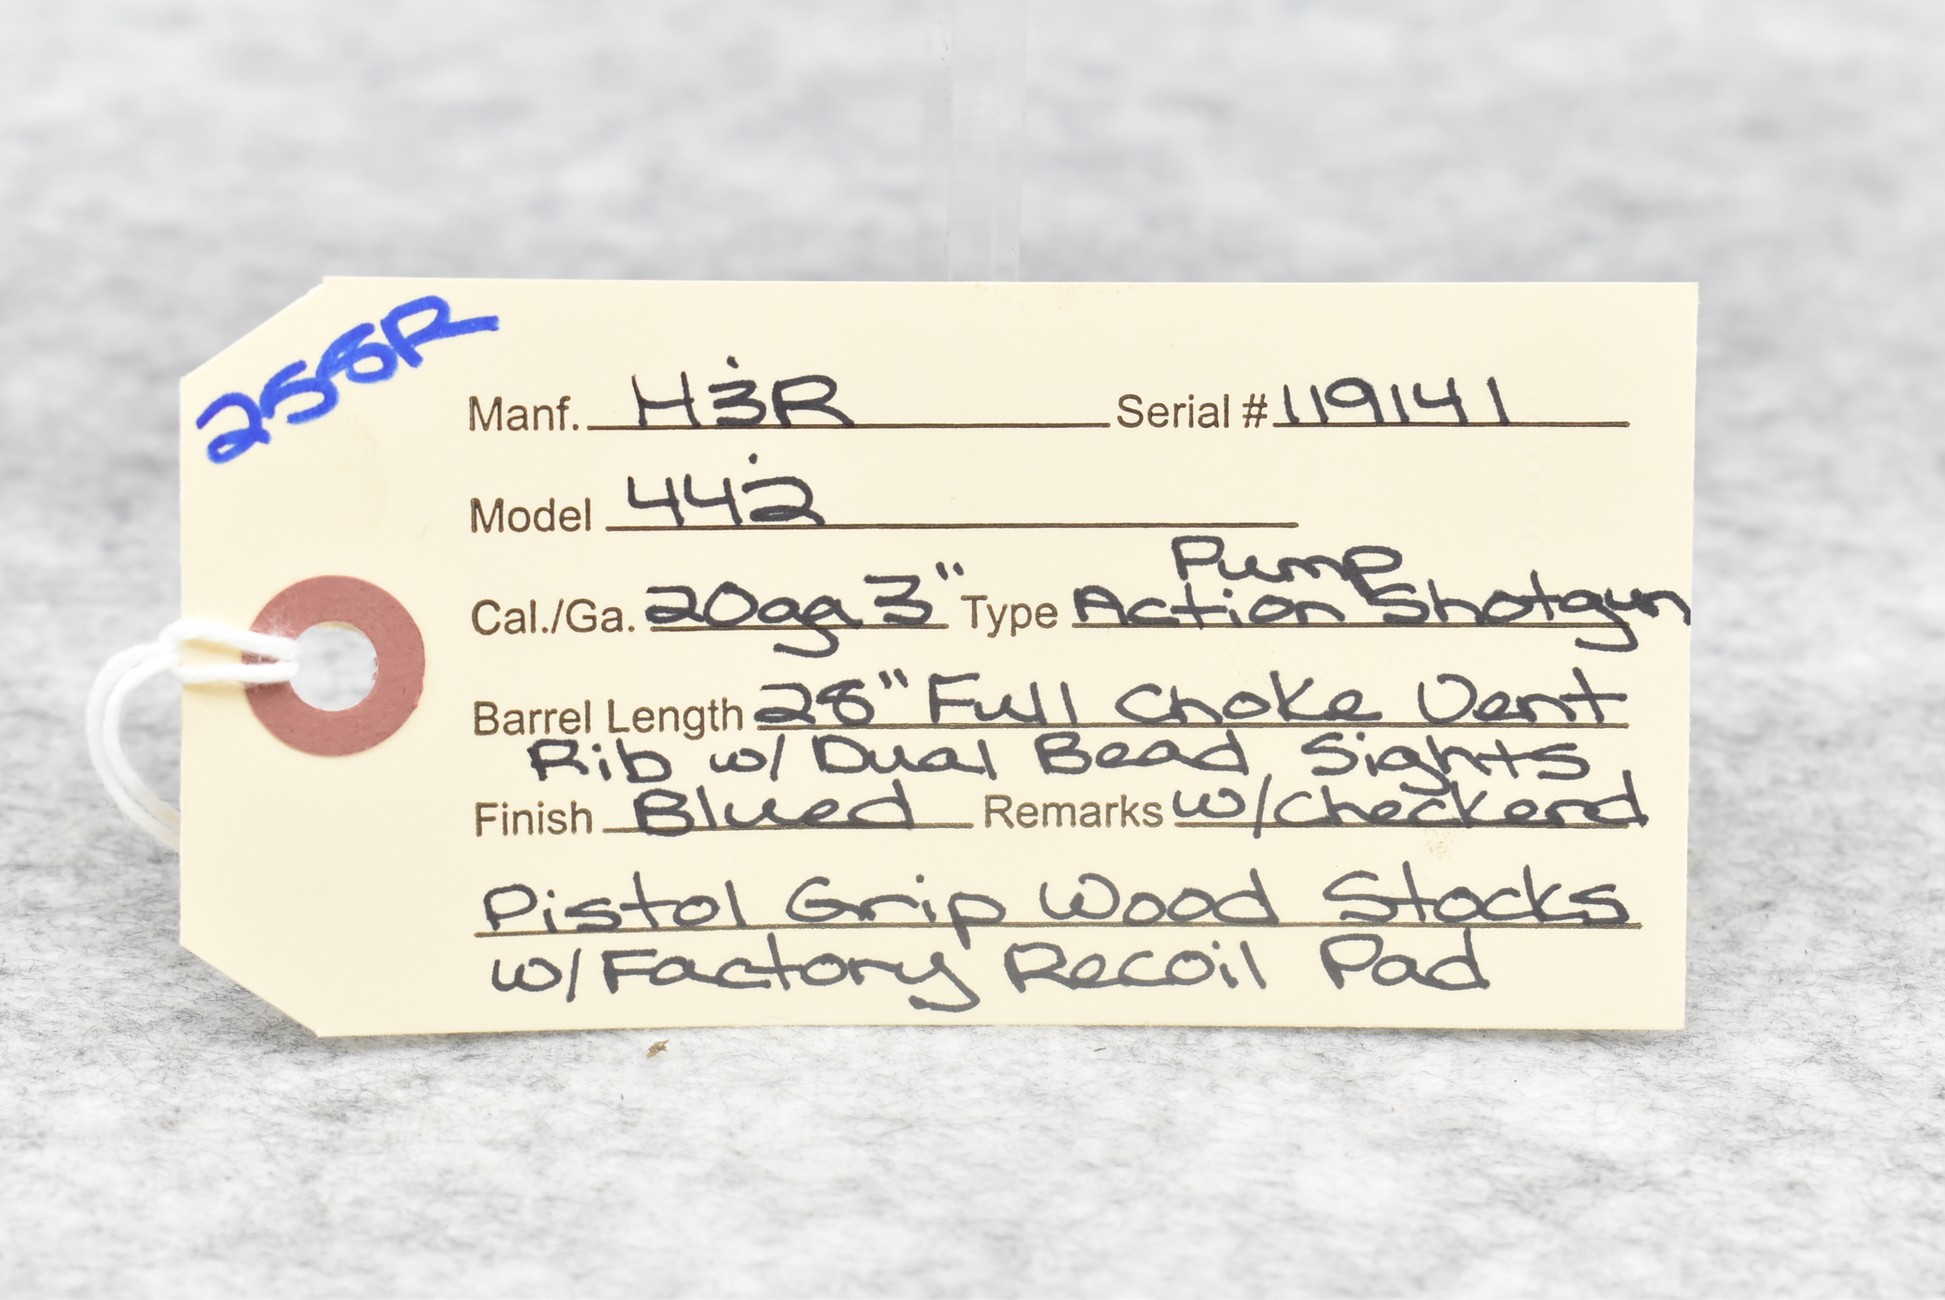 258R
Manf. H&R Serial # 119141
Model 442
Pump
Cal./Ga. 20ga 3" Type Action Shotgun
Barrel Length 28" Full Choke Vent
Rib w/ Dual Bead Sights
Finish Blued Remarks w/Checkerd
Pistol Grip Wood Stocks
w/Factory Recoil Pad